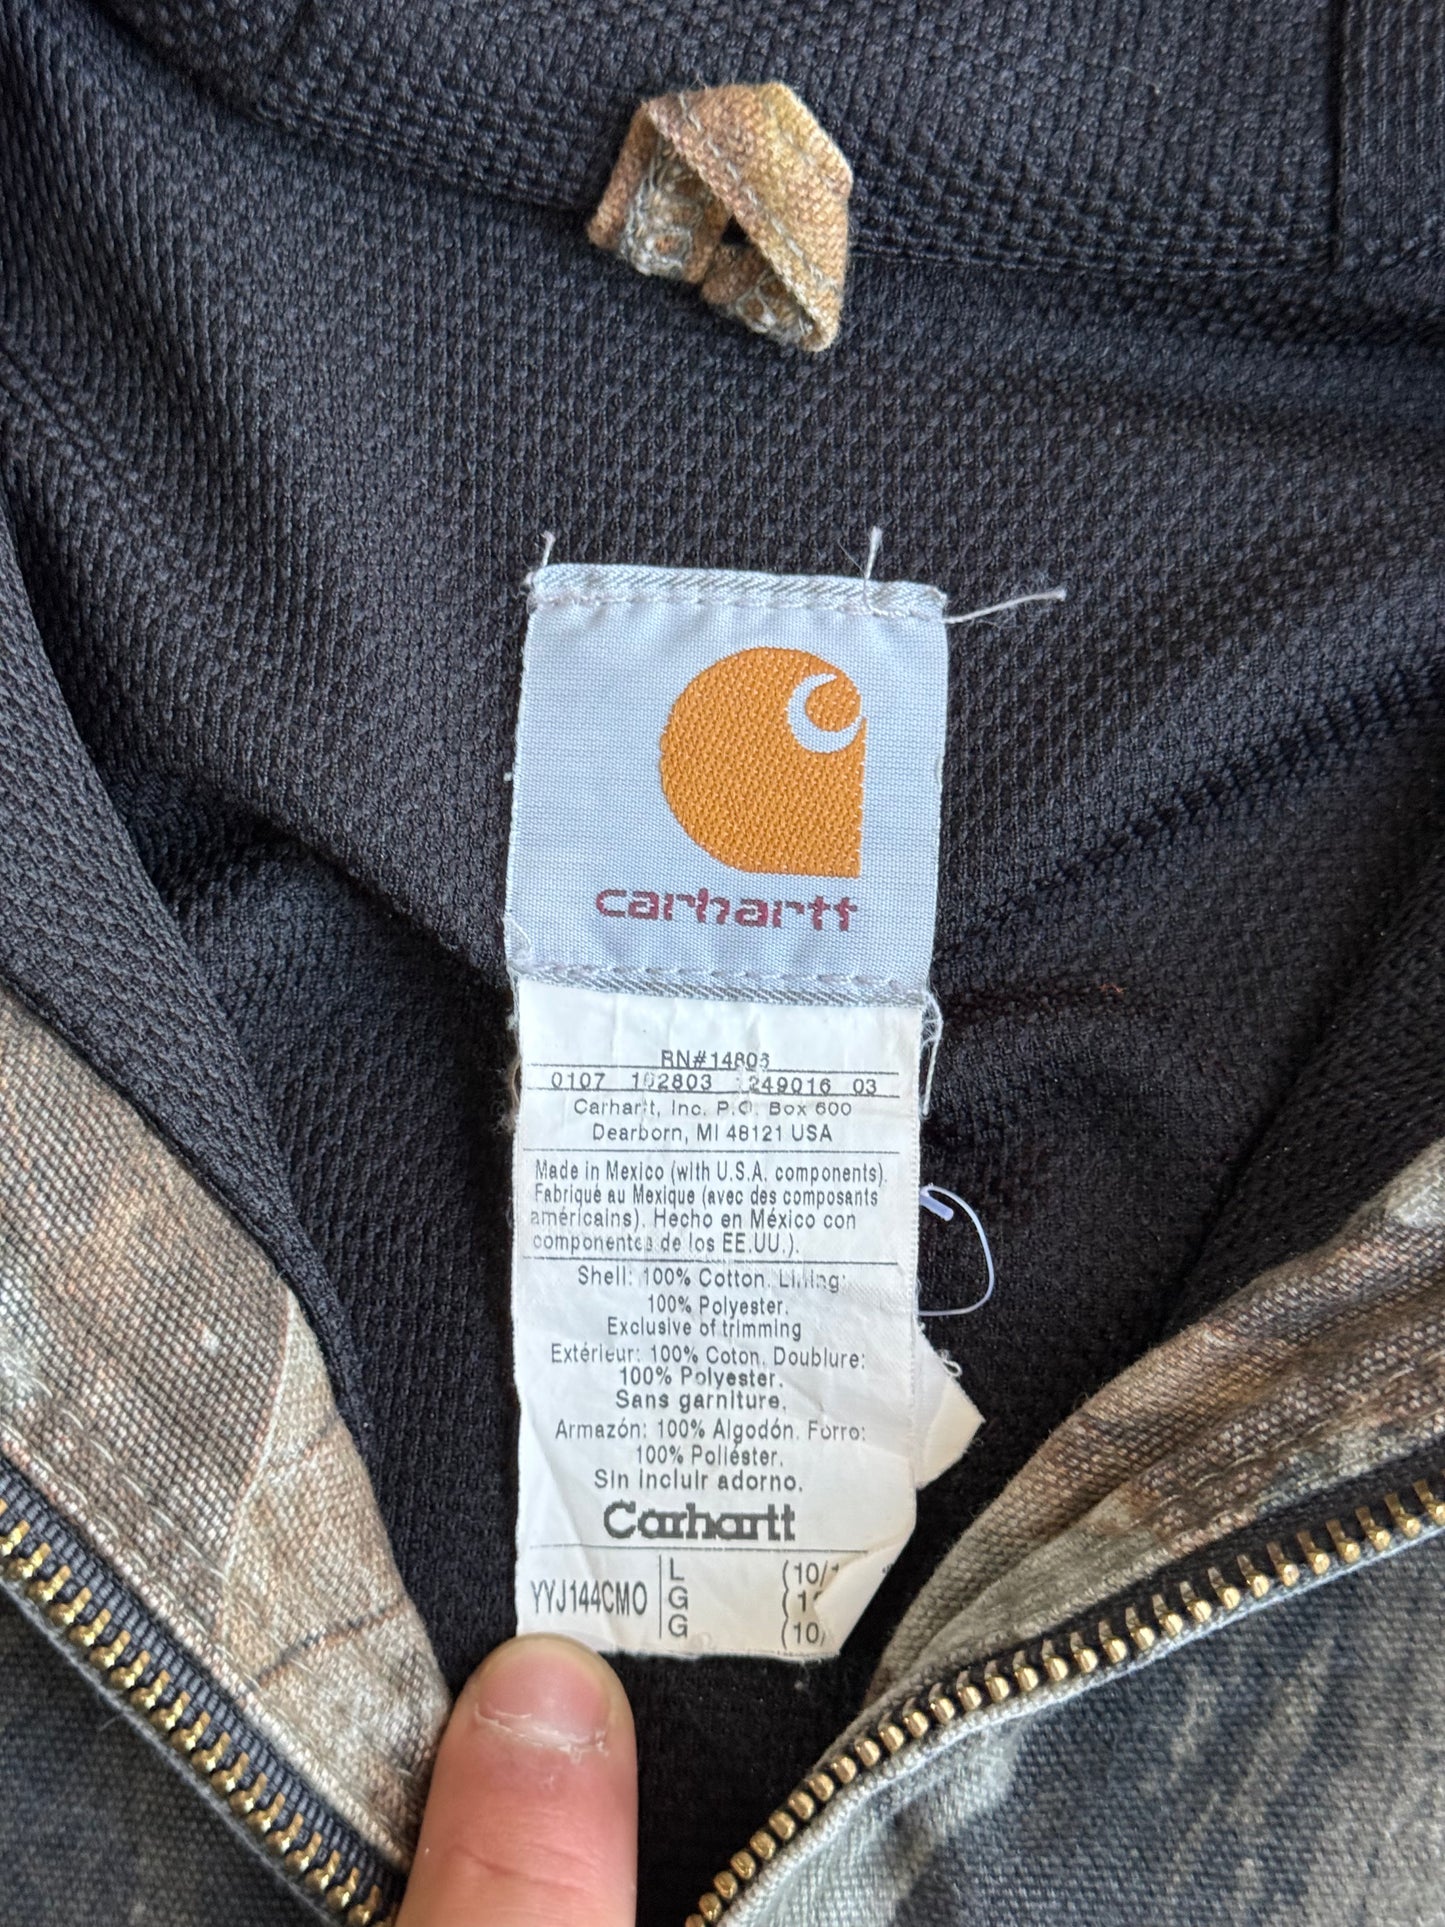 carhartt
RN#14806
0107 102803 1249016 03
Carhartt, Inc. P.O. Box 600
Dearborn, MI 48121 USA
Made in Mexico (with U.S.A. components).
Fabriqué au Mexique (avec des composants
américains). Hecho en México con
componentes de los EE.UU.).
Shell: 100% Cotton. Lining:
100% Polyester.
Exclusive of trimming
Extérieur: 100% Coton. Doublure:
100% Polyester.
Sans garniture.
Armazón: 100% Algodón. Forro:
100% Poliéster.
Sin incluir adorno.
Carhartt
YYJ144CMO
L (10/
G
G (10/